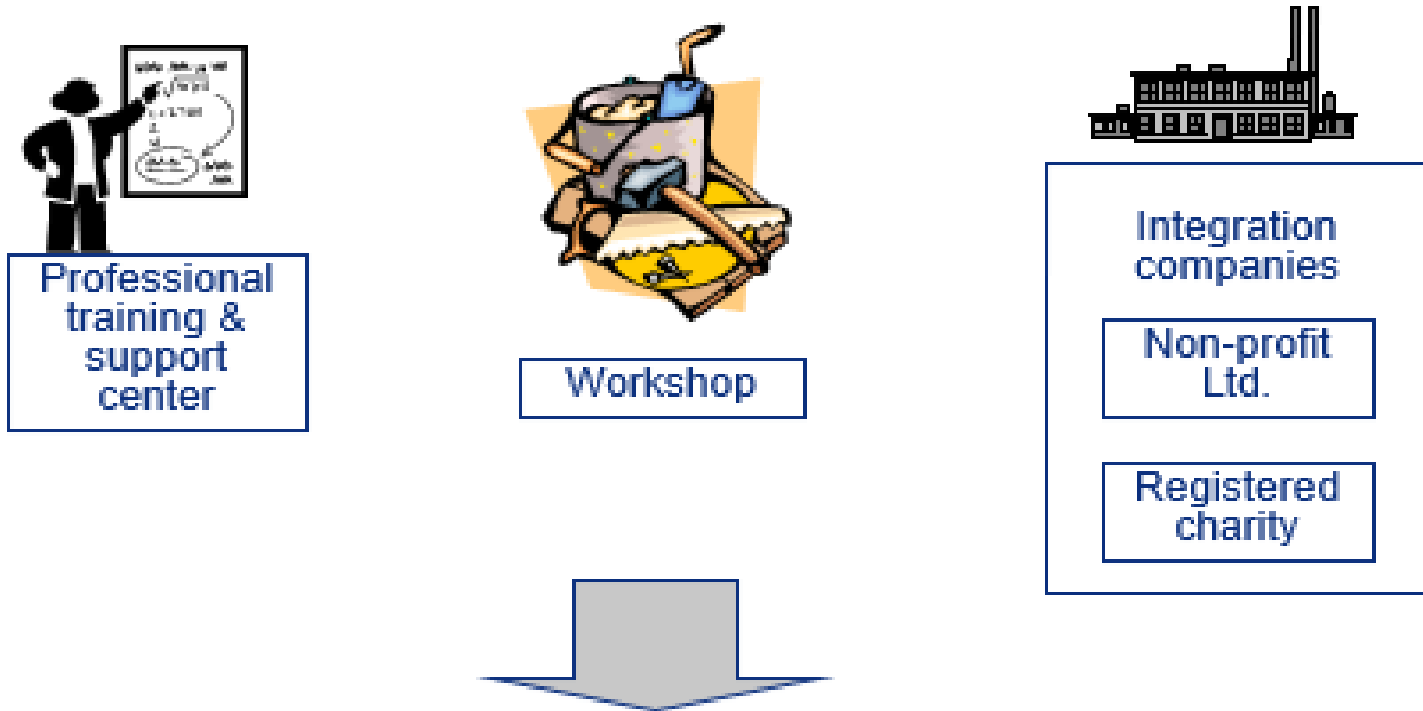 Professional
training &
support
center
Workshop
Integration
companies
Non-profit
Ltd.
Registered
charity